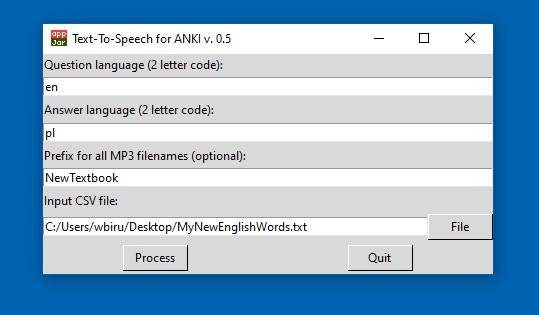 app
Jar
Text-To-Speech for ANKI v. 0.5
Question language (2 letter code):
en
Answer language (2 letter code):
pl
Prefix for all MP3 filenames (optional):
NewTextbook
Input CSV file:
C:/Users/wbiru/Desktop/MyNewEnglishWords.txt
File
Process Quit